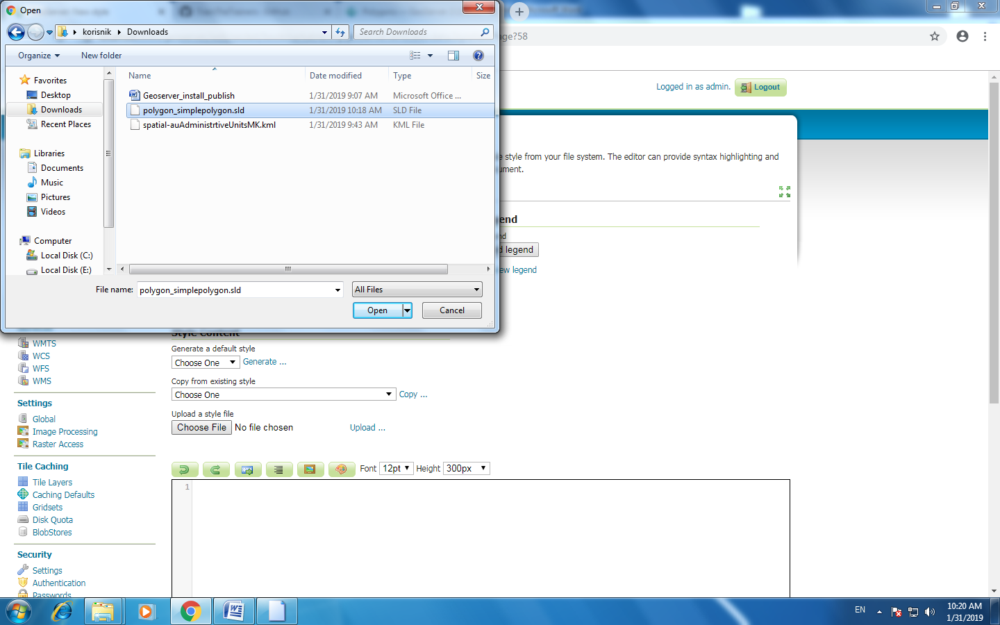 Open
korisnik
Downloads
Search Downloads
age?58
Organize
New folder
Name
Date modified
Type
Size
Favorites
Desktop
Downloads
Recent Places
Libraries
Documents
Music
Pictures
Videos
Computer
Local Disk (C:)
Local Disk (E:)
Geoserver_install_publish
1/31/2019 9:07 AM
Microsoft Office ...
polygon_simplepolygon.sld
1/31/2019 10:18 AM
SLD File
spatial-auAdministrtiveUnitsMK.kml
1/31/2019 9:43 AM
KML File
File name:
polygon_simplepolygon.sld
All Files
Open
Cancel
Logged in as admin.
Logout
e style from your file system. The editor can provide syntax highlighting and
ument.
end
nd
d legend
ew legend
WMTS
WCS
WFS
WMS
Settings
Global
Image Processing
Raster Access
Tile Caching
Tile Layers
Caching Defaults
Gridsets
Disk Quota
BlobStores
Security
Settings
Authentication
Passwords
Style Content
Generate a default style
Choose One
Generate ...
Copy from existing style
Choose One
Copy ...
Upload a style file
Choose File
No file chosen
Upload ...
Font
12pt
Height
300px
1
EN
10:20 AM
1/31/2019